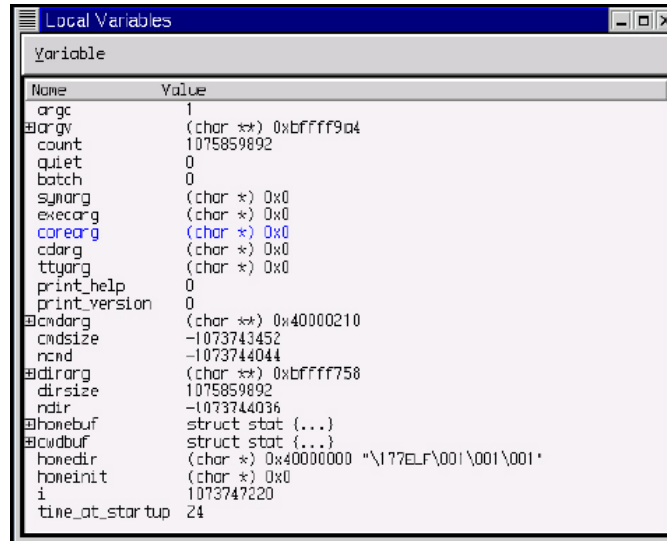 Local Variables
Variable
Name Value
argc 1
argv (char **) 0xbffff9a4
count 1075859892
quiet 0
batch 0
symarg (char *) 0x0
execarg (char *) 0x0
corearg (char *) 0x0
cdarg (char *) 0x0
ttyarg (char *) 0x0
print_help 0
print_version 0
cmdarg (char **) 0x40000210
cmdsize -1073743452
ncmd -1073744044
dirarg (char **) 0xbffff758
dirsize 1075859892
ndir -1073744036
homebuf struct stat {...}
cwdbuf struct stat {...}
homedir (char *) 0x40000000 "\177ELF\001\001\001"
homeinit (char *) 0x0
i 1073747220
time_at_startup 24